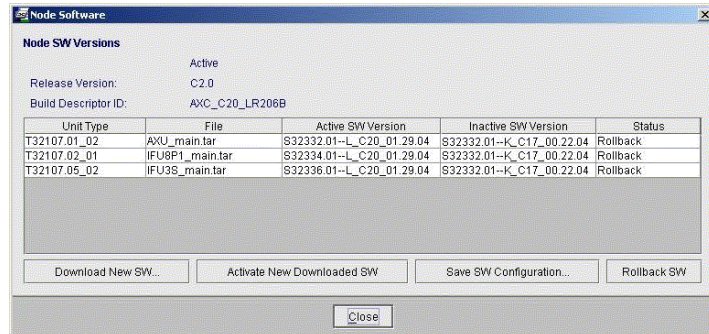 Node Software
Node SW Versions
Active
Release Version: C2.0
Build Descriptor ID: AXC_C20_LR206B
Unit Type File Active SW Version Inactive SW Version Status
T32107.01_02 AXU_main.tar S32332.01--L_C20_01.29.04 S32332.01--K_C17_00.22.04 Rollback
T32107.02_01 IFU8P1_main.tar S32334.01--L_C20_01.29.04 S32332.01--K_C17_00.22.04 Rollback
T32107.05_02 IFU3S_main.tar S32336.01--L_C20_01.29.04 S32332.01--K_C17_00.22.04 Rollback
Download New SW... Activate New Downloaded SW Save SW Configuration... Rollback SW
Close